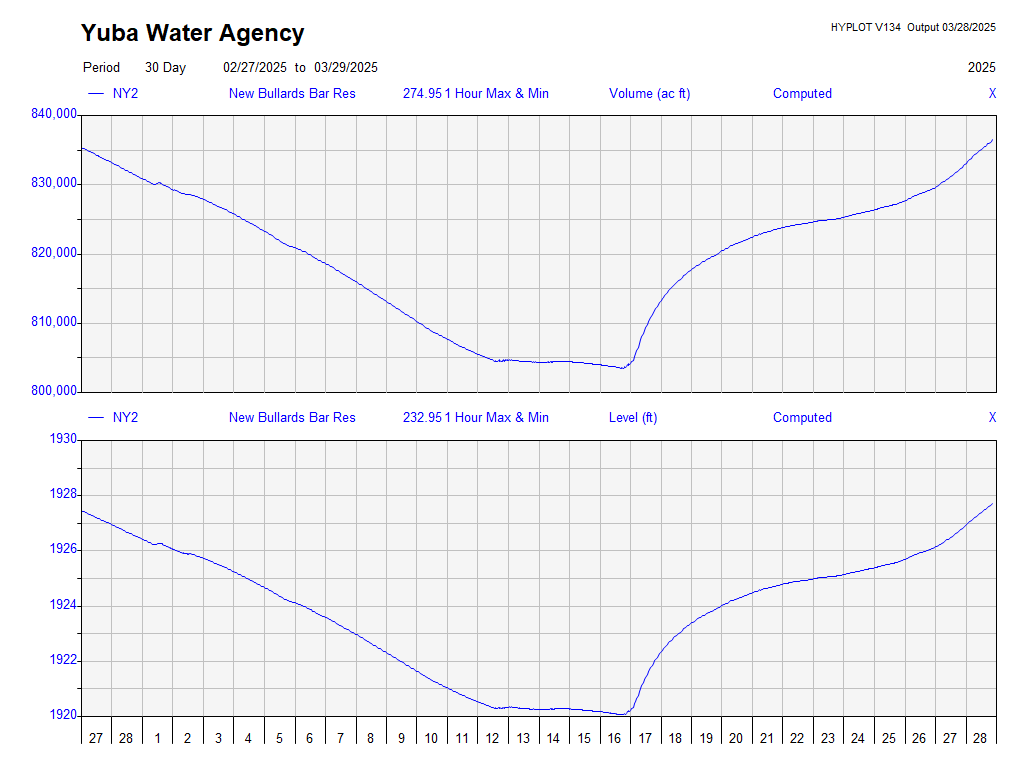 Yuba Water Agency
HYPLOT V134 Output 03/28/2025
Period 30 Day 02/27/2025 to 03/29/2025 2025
NY2 New Bullards Bar Res 274.95 1 Hour Max & Min Volume (ac ft) Computed X
840,000
830,000
820,000
810,000
800,000
NY2 New Bullards Bar Res 232.95 1 Hour Max & Min Level (ft) Computed X
1930
1928
1926
1924
1922
1920
27 28 1 2 3 4 5 6 7 8 9 10 11 12 13 14 15 16 17 18 19 20 21 22 23 24 25 26 27 28